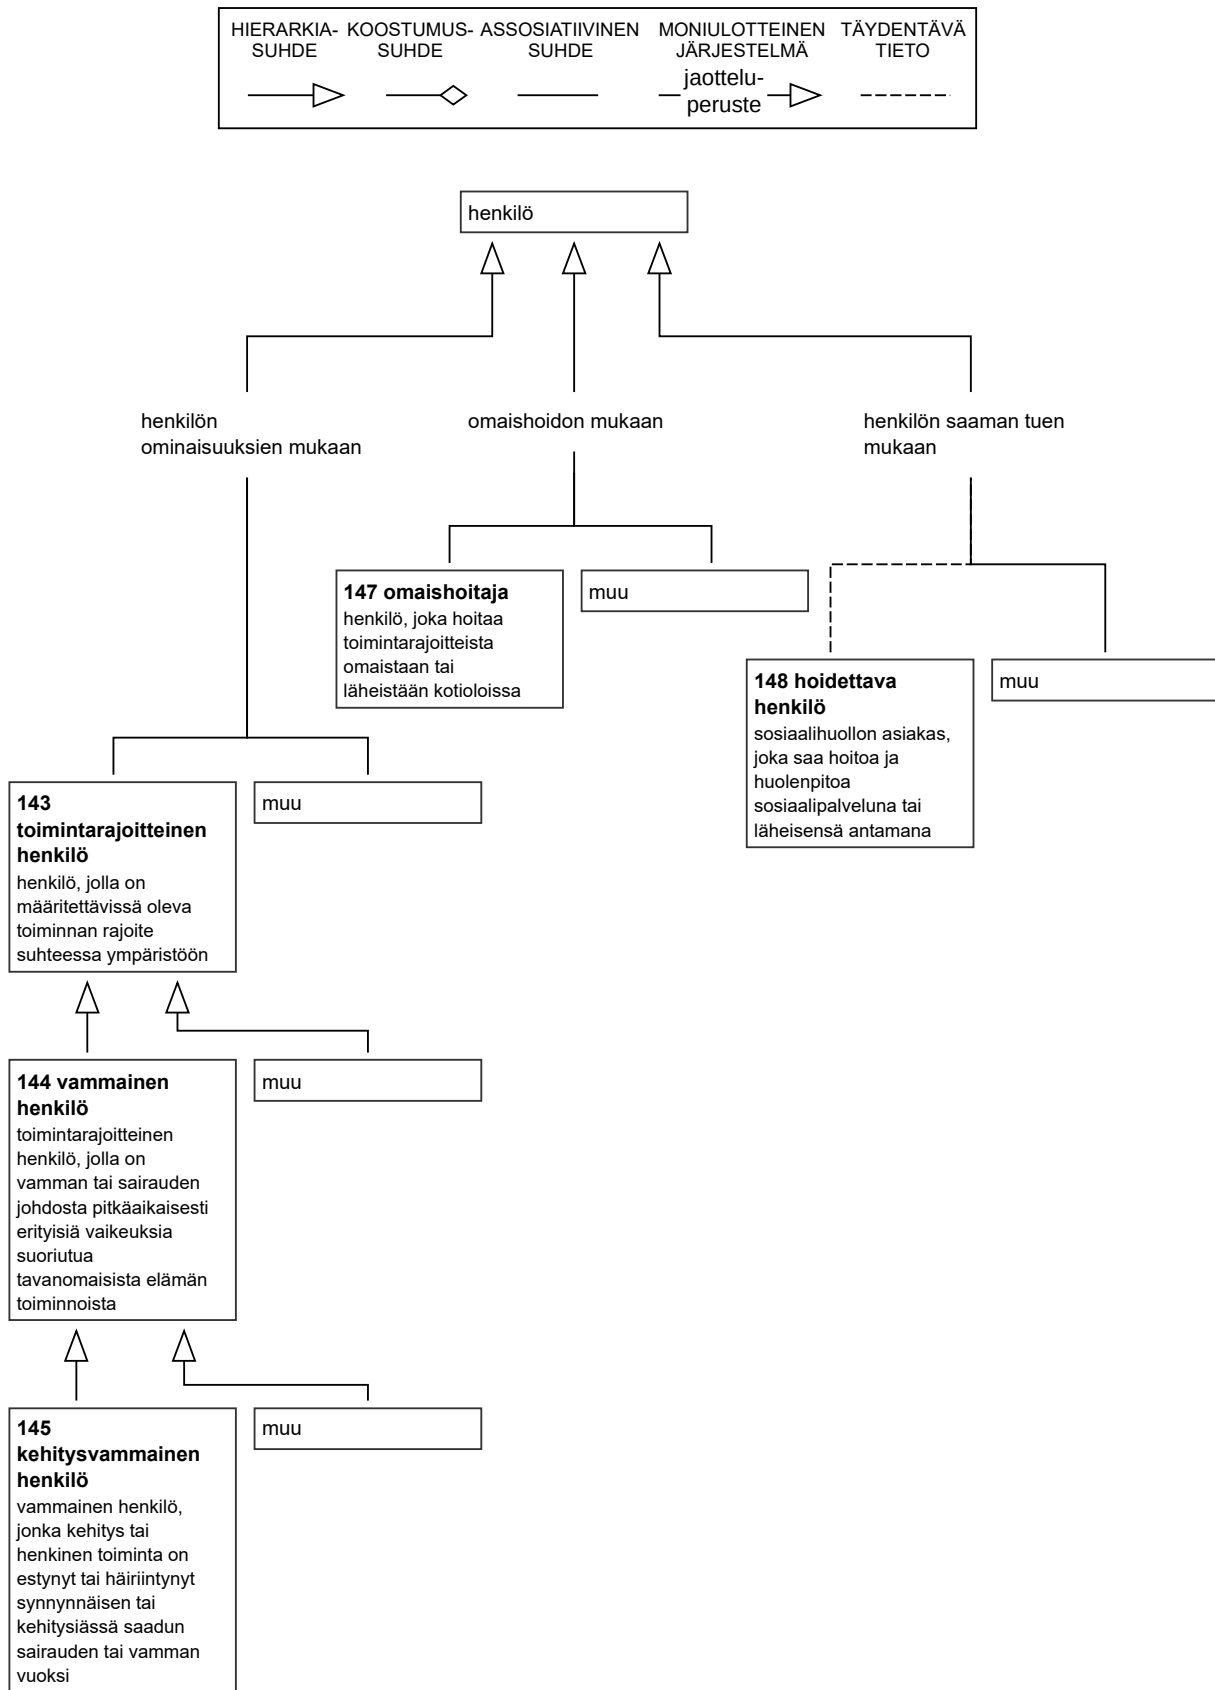 HIERARKIA-
SUHDE
KOOSTUMUS-
SUHDE
ASSOSIATIIVINEN
SUHDE
MONIULOTTEINEN
JÄRJESTELMÄ
jaottelu-
peruste
TÄYDENTÄVÄ
TIETO
henkilö
henkilön
ominaisuuksien mukaan
omaishoidon mukaan
henkilön saaman tuen
mukaan
147 omaishoitaja
henkilö, joka hoitaa
toimintarajoitteista
omaistaan tai
läheistään kotioloissa
muu
148 hoidettava
henkilö
sosiaalihuollon asiakas,
joka saa hoitoa ja
huolenpitoa
sosiaalipalveluna tai
läheisensä antamana
muu
143
toimintarajoitteinen
henkilö
henkilö, jolla on
määritettävissä oleva
toiminnan rajoite
suhteessa ympäristöön
muu
144 vammainen
henkilö
toimintarajoitteinen
henkilö, jolla on
vamman tai sairauden
johdosta pitkäaikaisesti
erityisiä vaikeuksia
suoriutua
tavanomaisista elämän
toiminnoista
muu
145
kehitysvammainen
henkilö
vammainen henkilö,
jonka kehitys tai
henkinen toiminta on
estynyt tai häiriintynyt
synnynnäisen tai
kehitysiässä saadun
sairauden tai vamman
vuoksi
muu